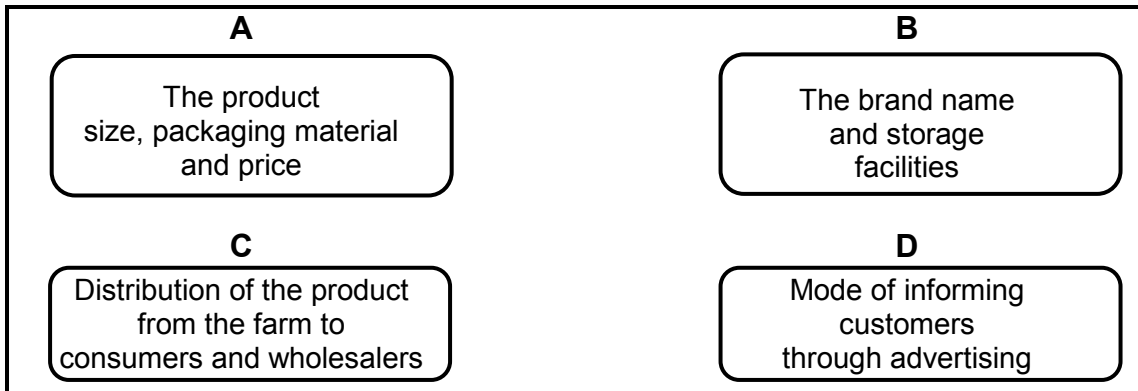 A
The product
size, packaging material
and price
B
The brand name
and storage
facilities
C
Distribution of the product
from the farm to
consumers and wholesalers
D
Mode of informing
customers
through advertising